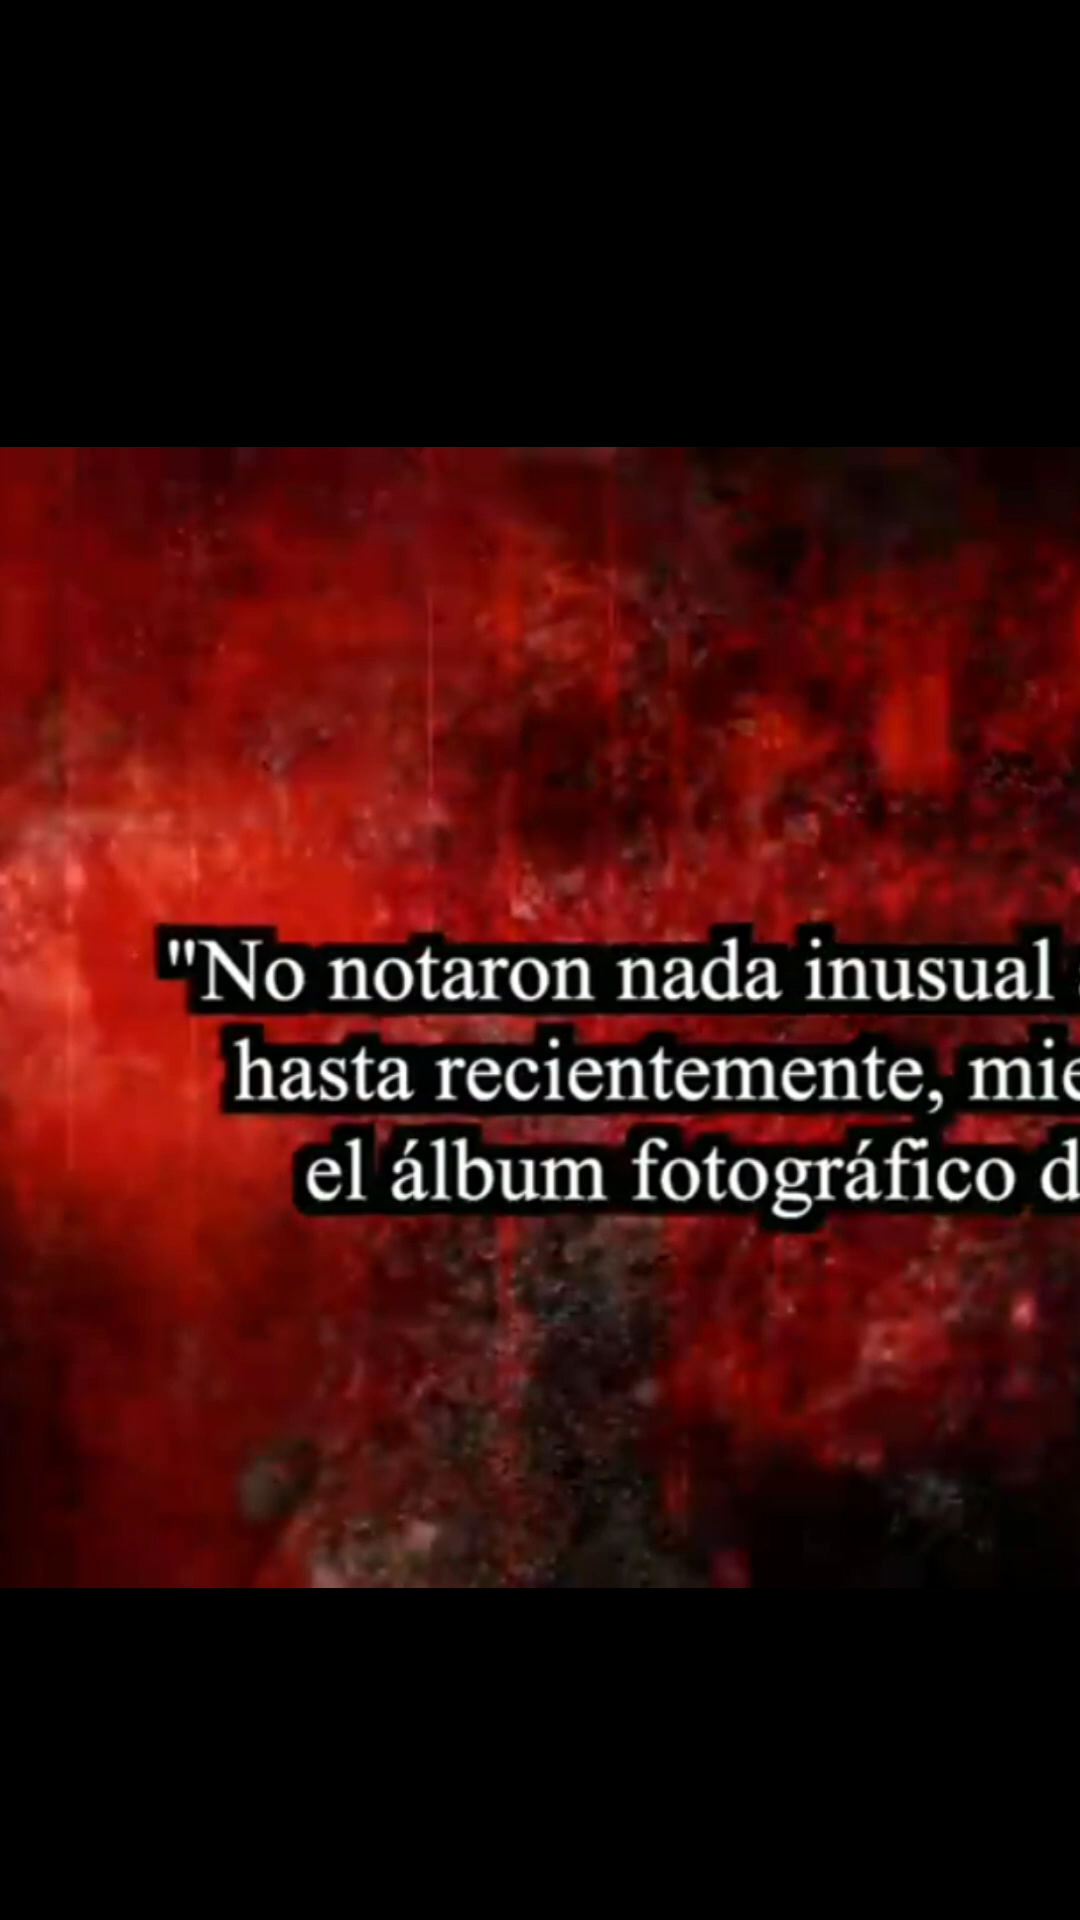 "No notaron nada inusual
hasta recientemente,
el álbum fotográfico